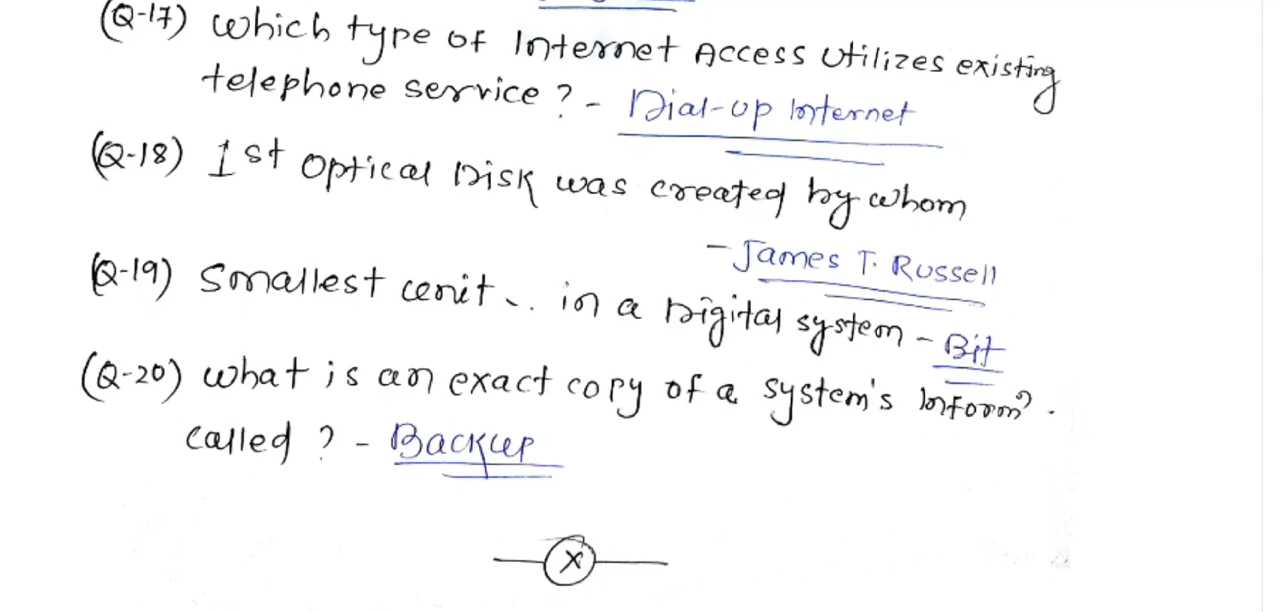 (Q-17) Which type of Internet Access Utilizes existing
telephone service ? - Dial-up Internet
(Q-18) 1st Optical Disk was created by whom
- James T. Russell
(Q-19) Smallest unit .. in a Digital system - Bit
(Q-20) What is an exact copy of a system's Inform? .
Called ? - Backup
X